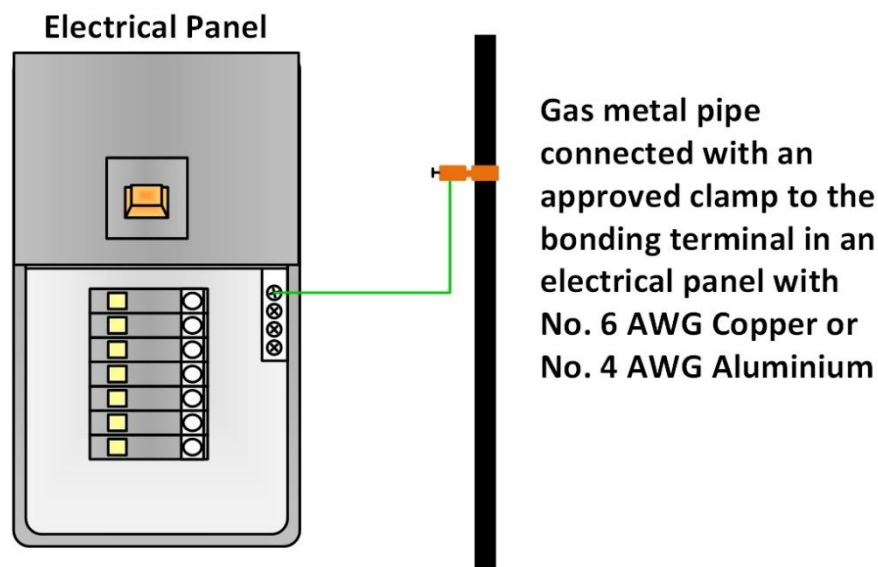 Electrical Panel
Gas metal pipe
connected with an
approved clamp to the
bonding terminal in an
electrical panel with
No. 6 AWG Copper or
No. 4 AWG Aluminium